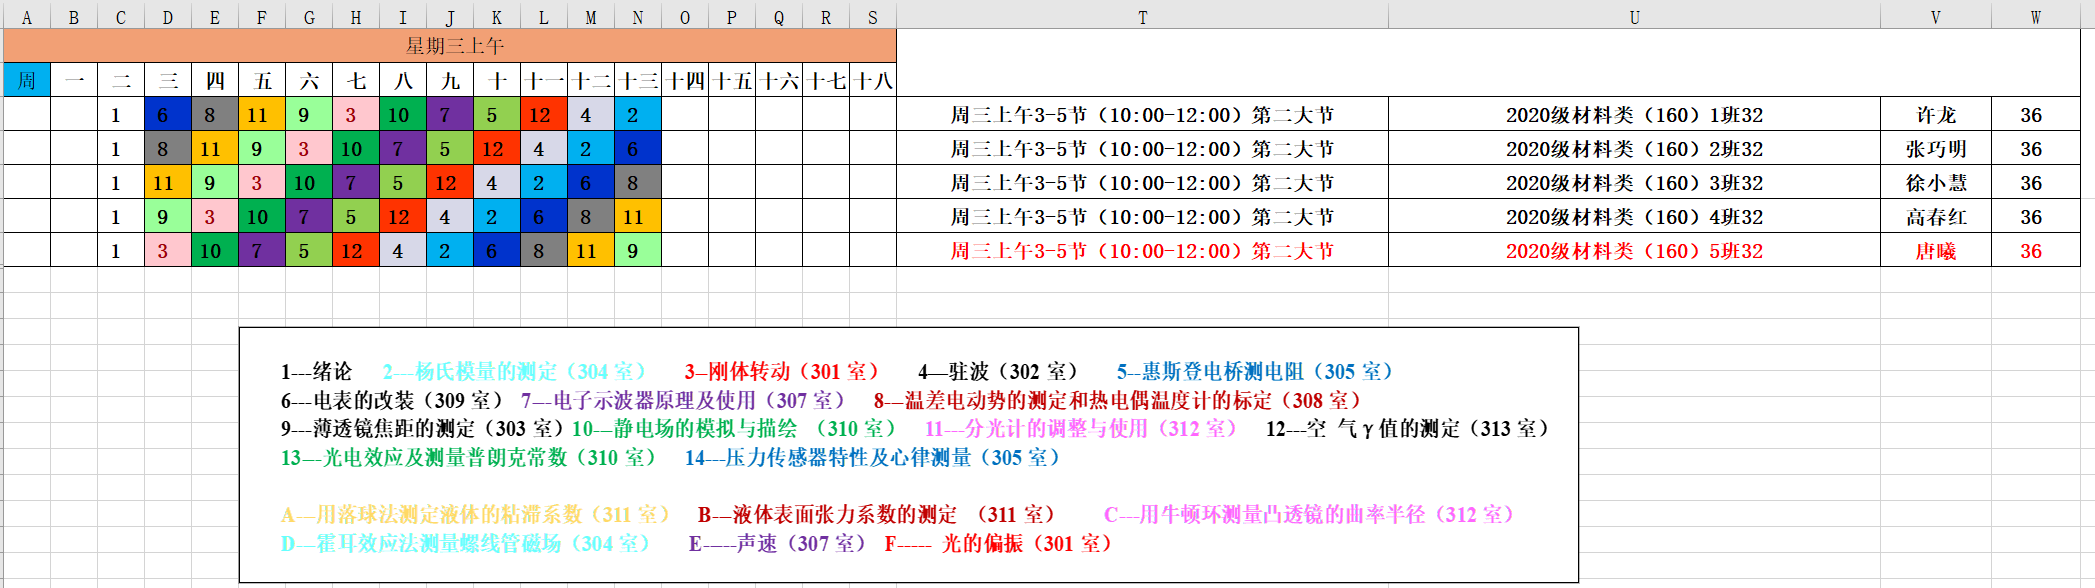 A B C D E F G H I J K L M N O P Q R S T U V W
星期三上午
周 一 二 三 四 五 六 七 八 九 十 十一 十二 十三 十四 十五 十六 十七 十八
1 6 8 11 9 3 10 7 5 12 4 2 周三上午3-5节（10:00-12:00）第二大节 2020级材料类（160）1班32 许龙 36
1 8 11 9 3 10 7 5 12 4 2 6 周三上午3-5节（10:00-12:00）第二大节 2020级材料类（160）2班32 张巧明 36
1 11 9 3 10 7 5 12 4 2 6 8 周三上午3-5节（10:00-12:00）第二大节 2020级材料类（160）3班32 徐小慧 36
1 9 3 10 7 5 12 4 2 6 8 11 周三上午3-5节（10:00-12:00）第二大节 2020级材料类（160）4班32 高春红 36
1 3 10 7 5 12 4 2 6 8 11 9 周三上午3-5节（10:00-12:00）第二大节 2020级材料类（160）5班32 唐曦 36
1---绪论 2---杨氏模量的测定（304 室） 3--刚体转动（301 室） 4—驻波（302 室） 5--惠斯登电桥测电阻（305 室）
6---电表的改装（309 室） 7—-电子示波器原理及使用（307 室） 8—-温差电动势的测定和热电偶温度计的标定（308 室）
9---薄透镜焦距的测定（303 室）10—-静电场的模拟与描绘 （310 室） 11---分光计的调整与使用（312 室） 12---空 气 γ 值的测定（313 室）
13—-光电效应及测量普朗克常数（310 室） 14---压力传感器特性及心律测量（305 室）
A—-用落球法测定液体的粘滞系数（311 室） B—-液体表面张力系数的测定 （311 室） C---用牛顿环测量凸透镜的曲率半径（312 室）
D—-霍耳效应法测量螺线管磁场（304 室） E-—--声速（307 室） F----- 光的偏振（301 室）